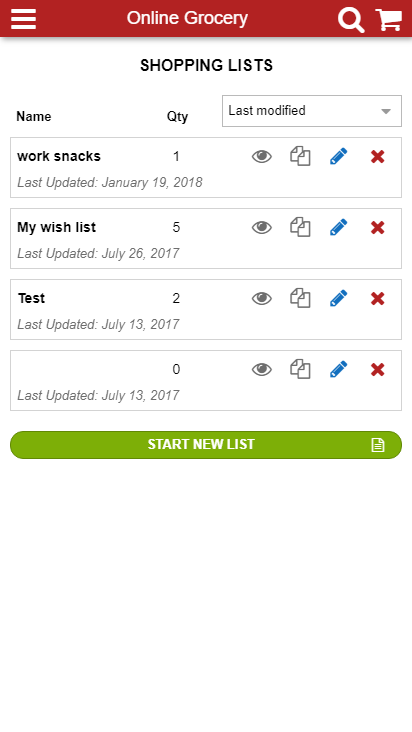 Online Grocery
SHOPPING LISTS
Name Qty Last modified
work snacks 1
Last Updated: January 19, 2018
My wish list 5
Last Updated: July 26, 2017
Test 2
Last Updated: July 13, 2017
0
Last Updated: July 13, 2017
START NEW LIST